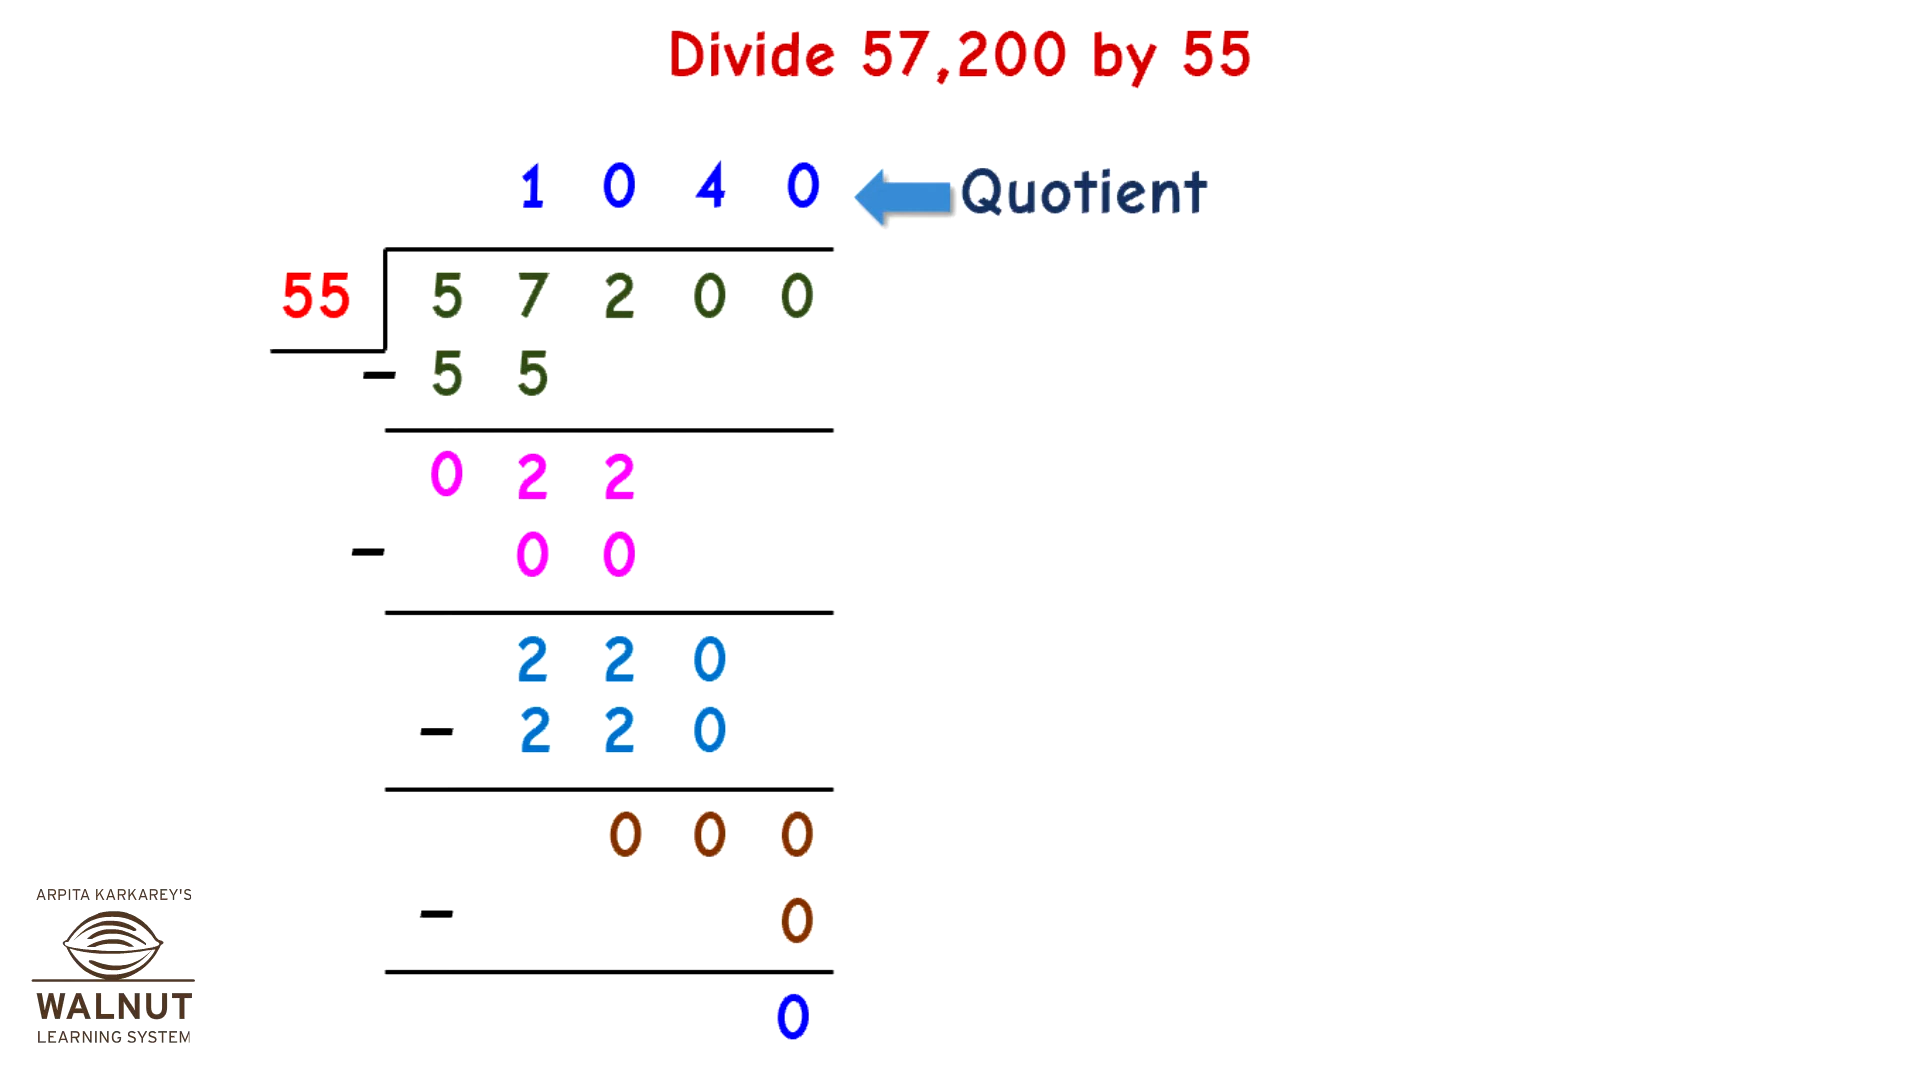 Divide 57,200 by 55
1 0 4 0 Quotient
55 5 7 2 0 0
- 5 5
0 2 2
- 0 0
2 2 0
- 2 2 0
0 0 0
- 0
0
ARPITA KARKAREY'S
WALNUT
LEARNING SYSTEM